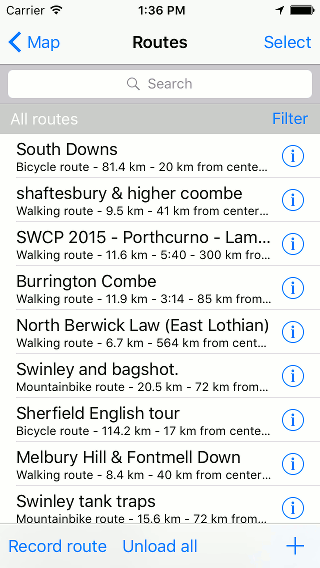 Carrier 1:36 PM
Map Routes Select
Search
All routes Filter
South Downs
Bicycle route - 81.4 km - 20 km from cente...
shaftesbury & higher coombe
Walking route - 9.5 km - 41 km from center...
SWCP 2015 - Porthcurno - Lam...
Walking route - 11.6 km - 5:40 - 300 km fro...
Burrington Combe
Walking route - 11.9 km - 3:14 - 85 km from...
North Berwick Law (East Lothian)
Walking route - 6.7 km - 564 km from cent...
Swinley and bagshot.
Mountainbike route - 20.5 km - 72 km from...
Sherfield English tour
Bicycle route - 114.2 km - 17 km from cente...
Melbury Hill & Fontmell Down
Walking route - 8.4 km - 40 km from center...
Swinley tank traps
Mountainbike route - 15.6 km - 72 km from...
Record route Unload all